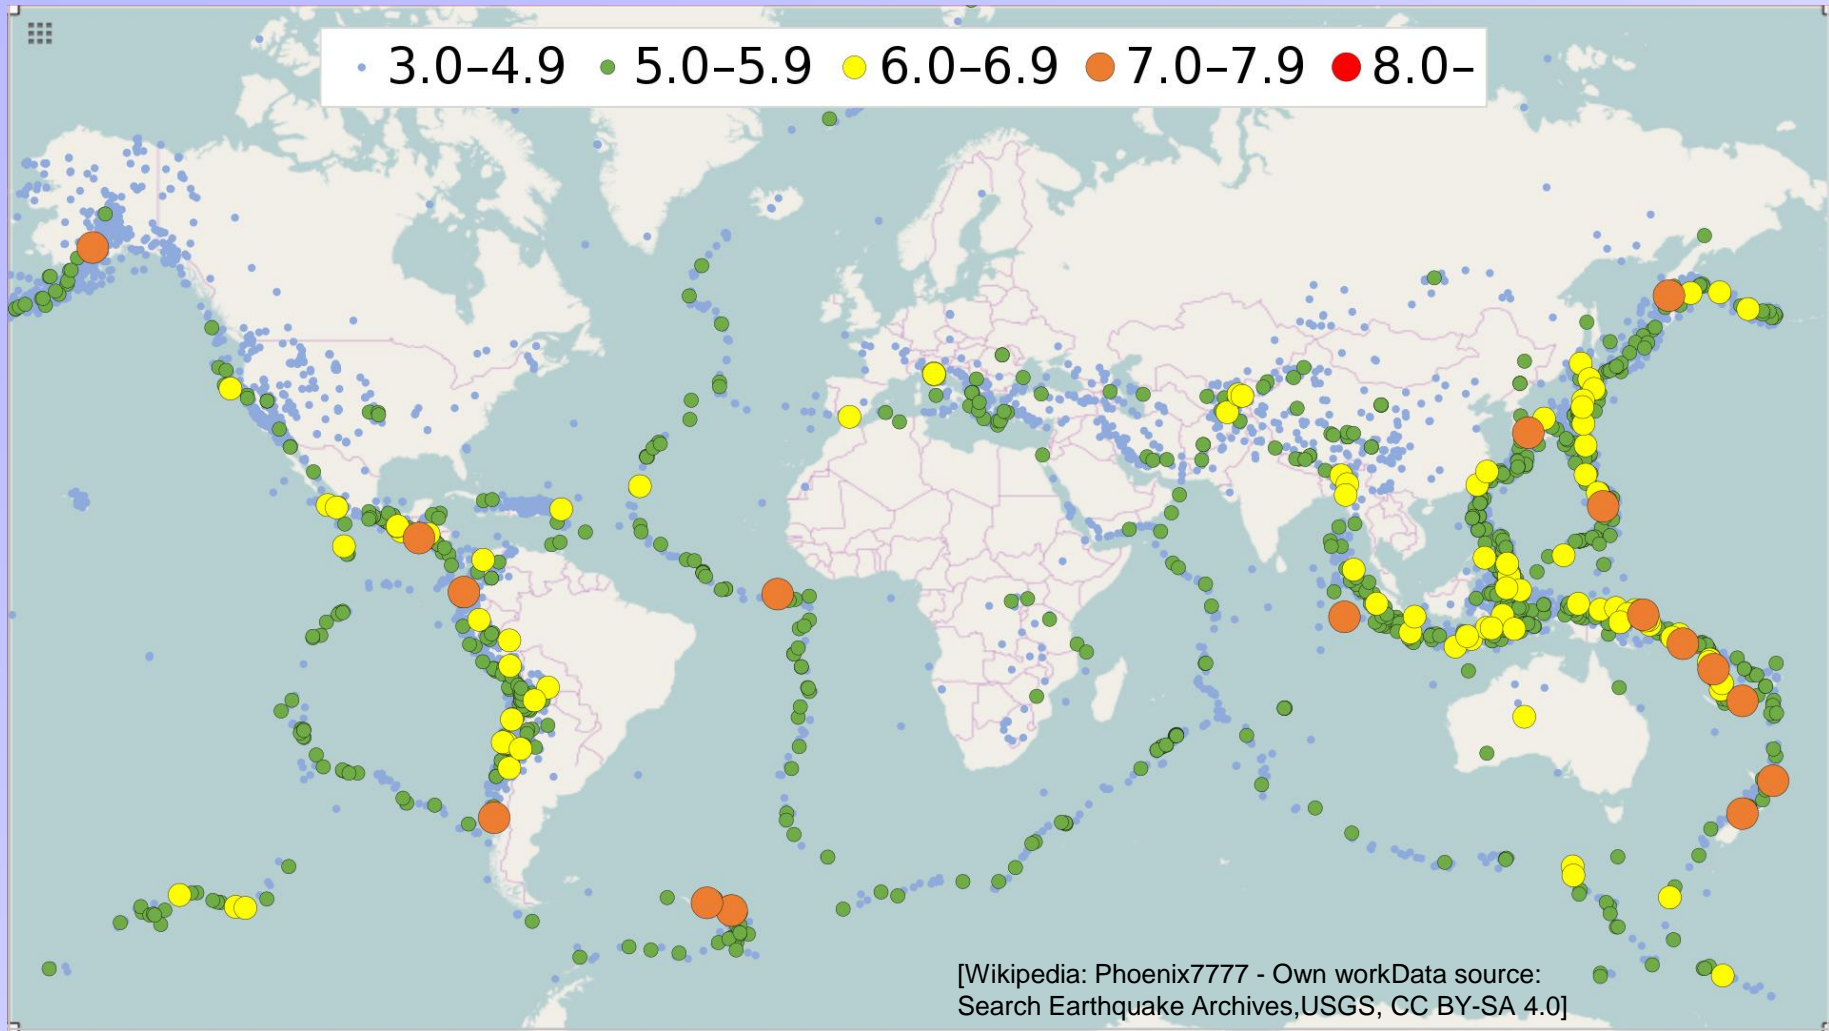 3.0–4.9 5.0–5.9 6.0–6.9 7.0–7.9 8.0–
[Wikipedia: Phoenix7777 - Own workData source:
Search Earthquake Archives,USGS, CC BY-SA 4.0]